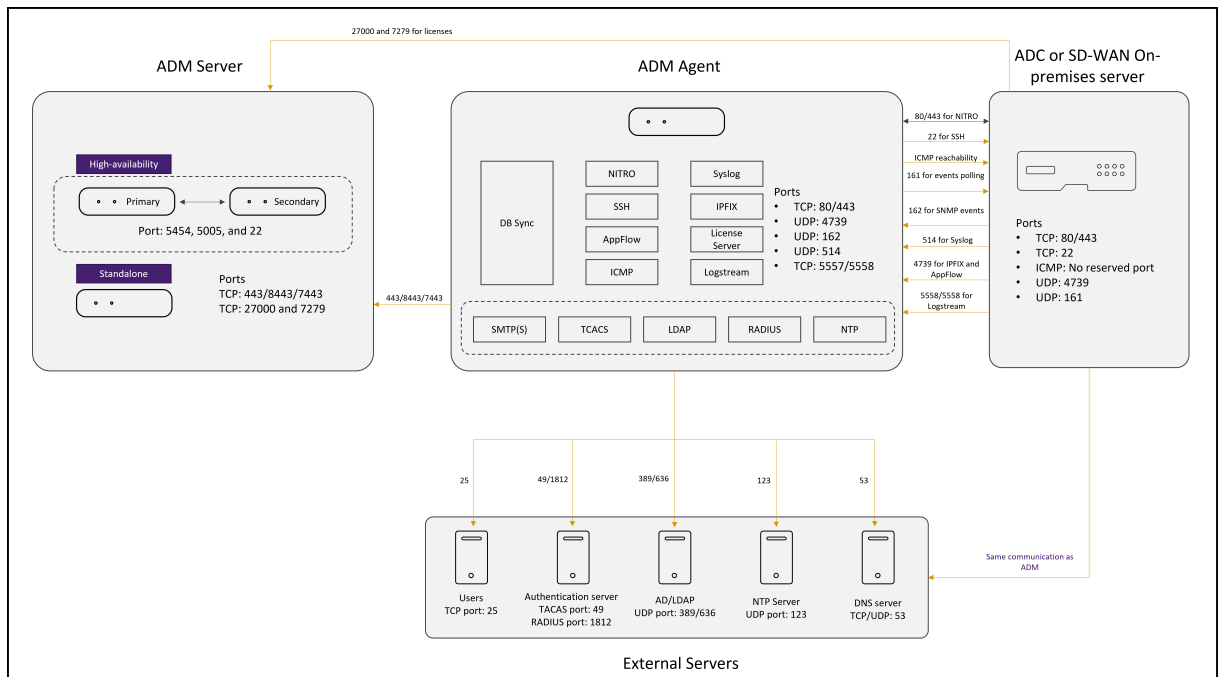 27000 and 7279 for licenses
ADM Server
ADM Agent
ADC or SD-WAN On-
premises server
High-availability
Primary
Secondary
Port: 5454, 5005, and 22
Standalone
Ports
TCP: 443/8443/7443
TCP: 27000 and 7279
443/8443/7443
DB Sync
NITRO
Syslog
SSH
IPFIX
AppFlow
License
Server
ICMP
Logstream
Ports
• TCP: 80/443
• UDP: 4739
• UDP: 162
• UDP: 514
• TCP: 5557/5558
SMTP(S)
TCACS
LDAP
RADIUS
NTP
80/443 for NITRO
22 for SSH
ICMP reachability
161 for events polling
162 for SNMP events
514 for Syslog
4739 for IPFIX and
AppFlow
5558/5558 for
Logstream
Ports
• TCP: 80/443
• TCP: 22
• ICMP: No reserved port
• UDP: 4739
• UDP: 161
25
49/1812
389/636
123
53
Users
TCP port: 25
Authentication server
TACAS port: 49
RADIUS port: 1812
AD/LDAP
UDP port: 389/636
NTP Server
UDP port: 123
DNS server
TCP/UDP: 53
Same communication as
ADM
External Servers